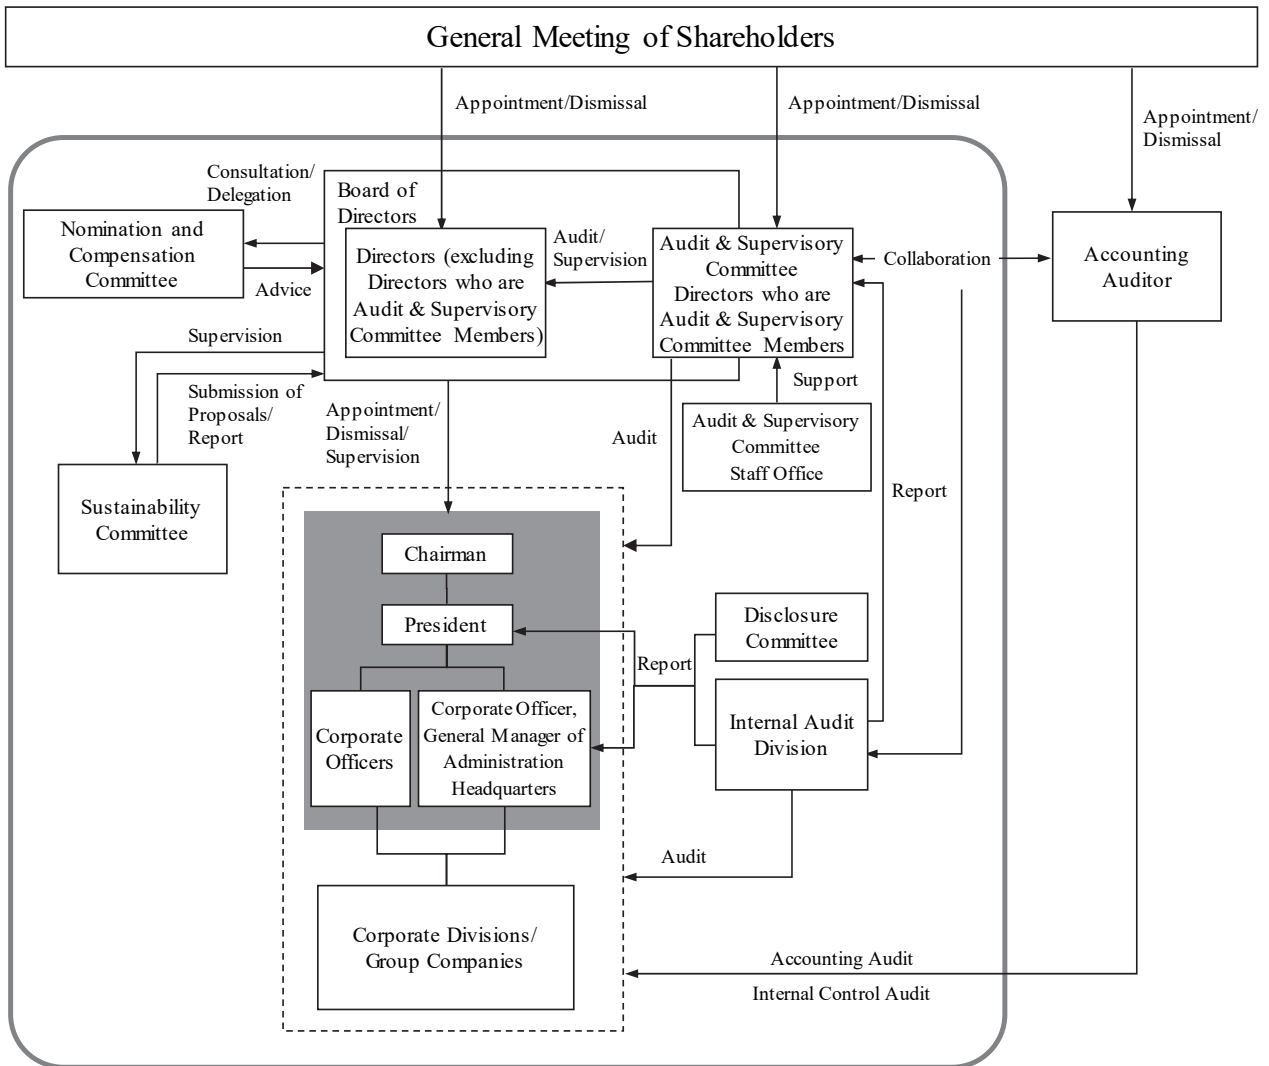 General Meeting of Shareholders
Appointment/Dismissal
Appointment/Dismissal
Appointment/
Dismissal
Consultation/
Delegation
Board of
Directors
Nomination and
Compensation
Committee
Advice
Directors (excluding
Directors who are
Audit & Supervisory
Committee Members)
Audit/
Supervision
Audit & Supervisory
Committee
Directors who are
Audit & Supervisory
Committee Members
Collaboration
Accounting
Auditor
Supervision
Submission of
Proposals/
Report
Appointment/
Dismissal/
Supervision
Audit
Support
Audit & Supervisory
Committee
Staff Office
Report
Sustainability
Committee
Chairman
President
Corporate
Officers
Corporate Officer,
General Manager of
Administration
Headquarters
Report
Disclosure
Committee
Internal Audit
Division
Audit
Corporate Divisions/
Group Companies
Accounting Audit
Internal Control Audit